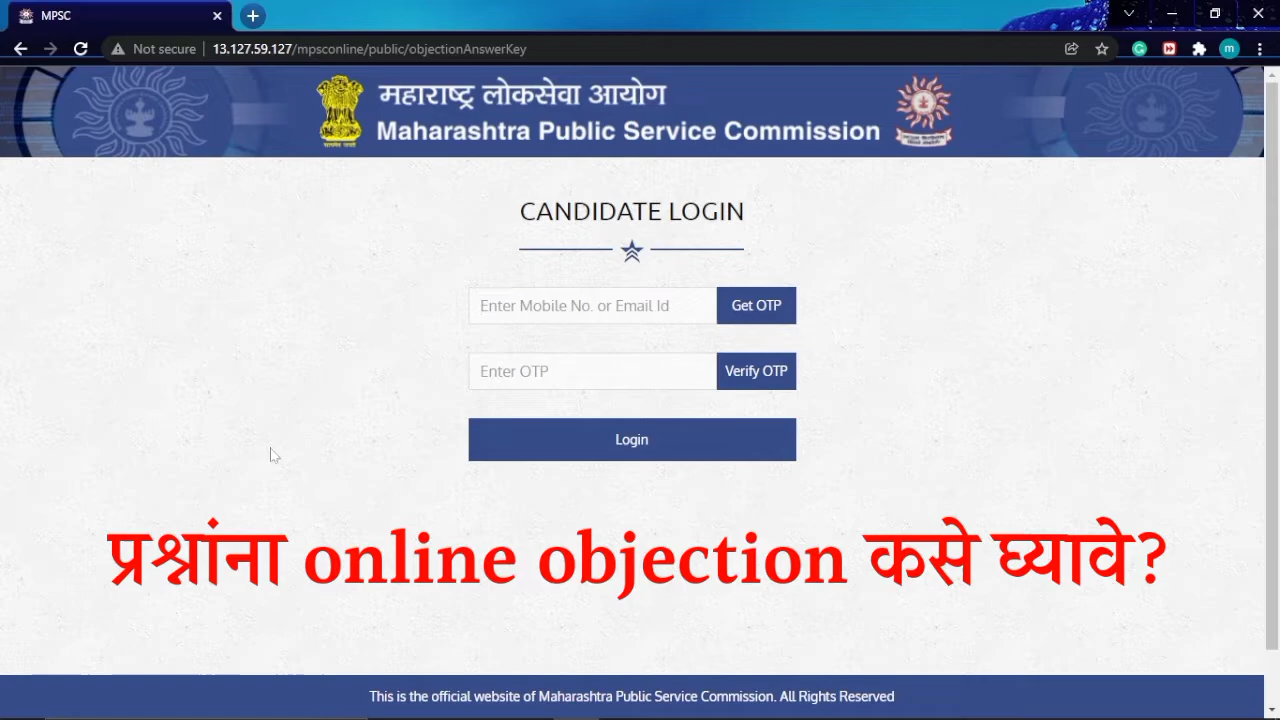 MPSC
Not secure
13.127.59.127/mpsconline/public/objectionAnswerKey
m
महाराष्ट्र लोकसेवा आयोग
Maharashtra Public Service Commission
CANDIDATE LOGIN
Enter Mobile No. or Email Id
Get OTP
Enter OTP
Verify OTP
Login
प्रश्नांना online objection कसे घ्यावे?
This is the official website of Maharashtra Public Service Commission. All Rights Reserved